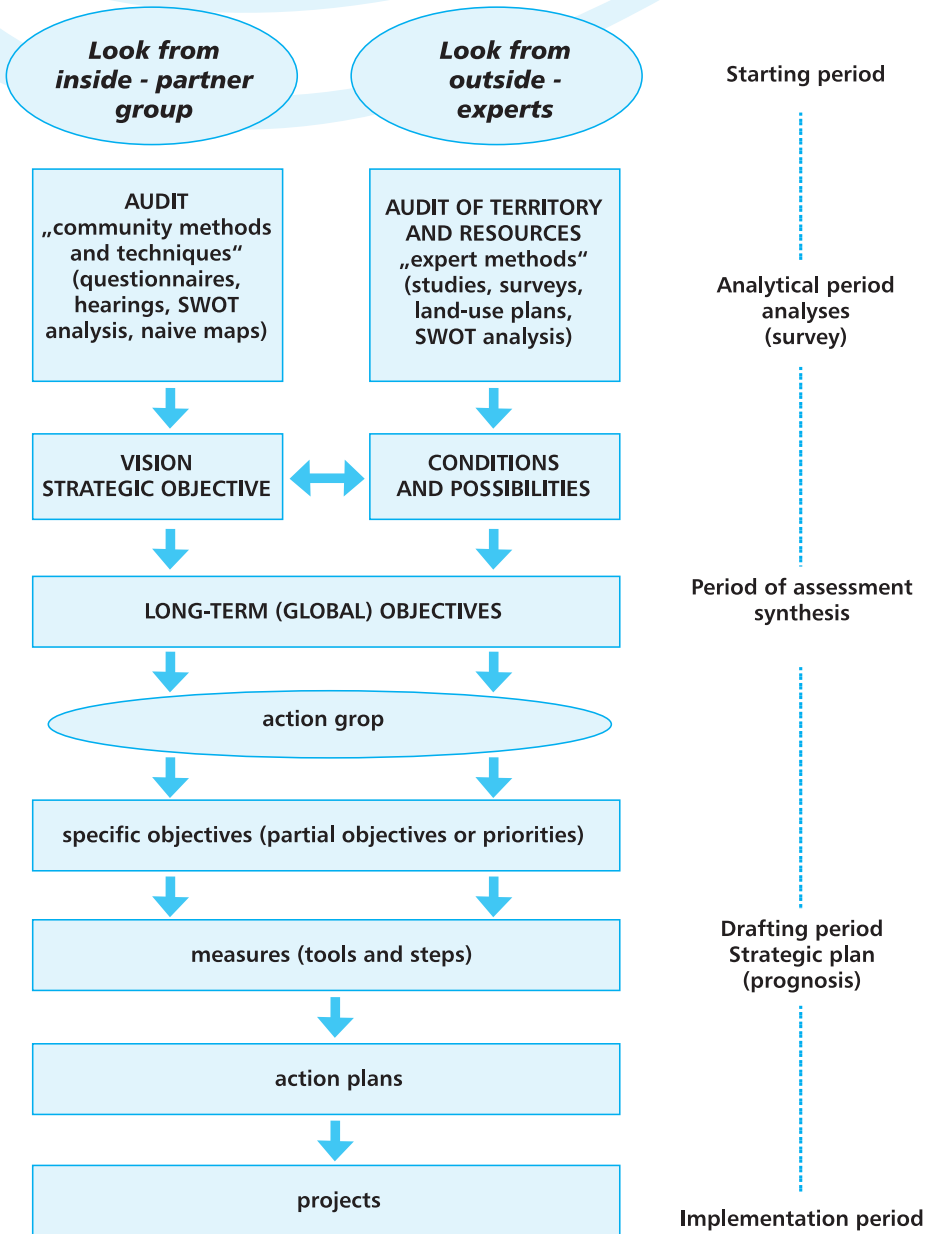 Look from
inside - partner
group
Look from
outside -
experts
Starting period
AUDIT
„community methods
and techniques“
(questionnaires,
hearings, SWOT
analysis, naive maps)
AUDIT OF TERRITORY
AND RESOURCES
„expert methods“
(studies, surveys,
land-use plans,
SWOT analysis)
Analytical period
analyses
(survey)
VISION
STRATEGIC OBJECTIVE
CONDITIONS
AND POSSIBILITIES
LONG-TERM (GLOBAL) OBJECTIVES
Period of assessment
synthesis
action grop
specific objectives (partial objectives or priorities)
measures (tools and steps)
Drafting period
Strategic plan
(prognosis)
action plans
projects
Implementation period